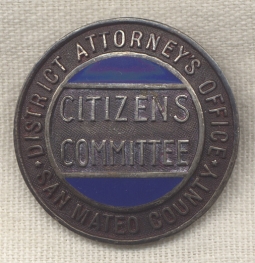 DISTRICT ATTORNEY'S OFFICE
CITIZENS
COMMITTEE
• SAN MATEO COUNTY •